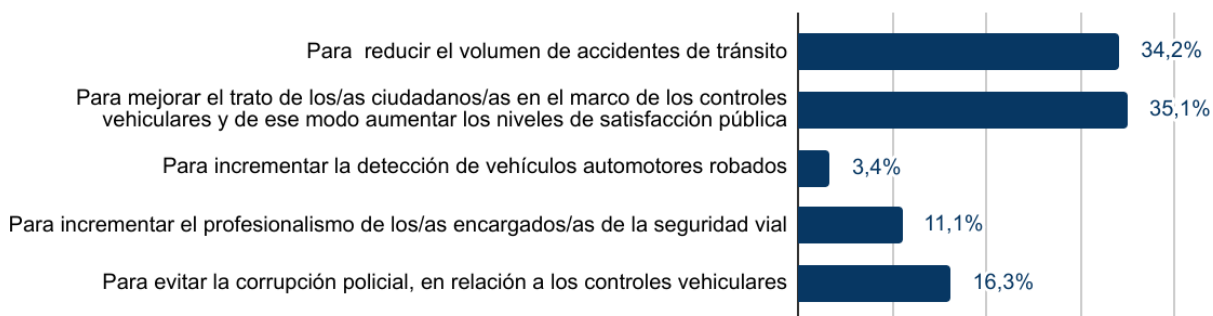 Para reducir el volumen de accidentes de tránsito
34,2%
Para mejorar el trato de los/as ciudadanos/as en el marco de los controles
vehiculares y de ese modo aumentar los niveles de satisfacción pública
35,1%
Para incrementar la detección de vehículos automotores robados
3,4%
Para incrementar el profesionalismo de los/as encargados/as de la seguridad vial
11,1%
Para evitar la corrupción policial, en relación a los controles vehiculares
16,3%